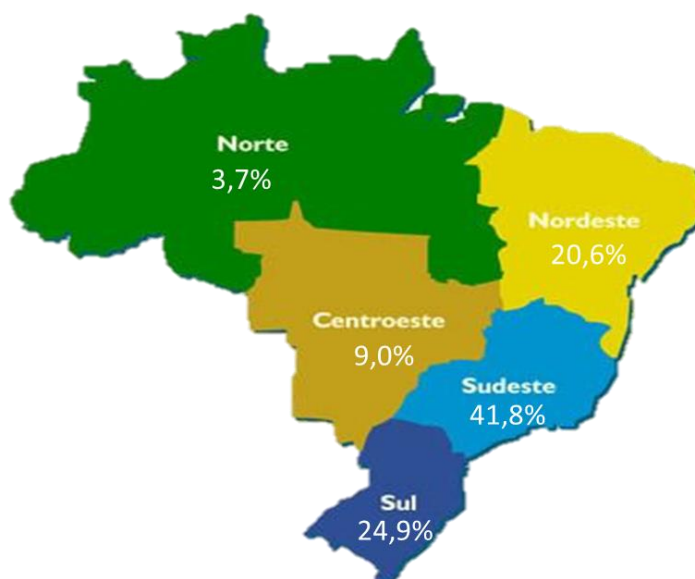 Norte
3,7%
Nordeste
20,6%
Centroeste
9,0%
Sudeste
41,8%
Sul
24,9%